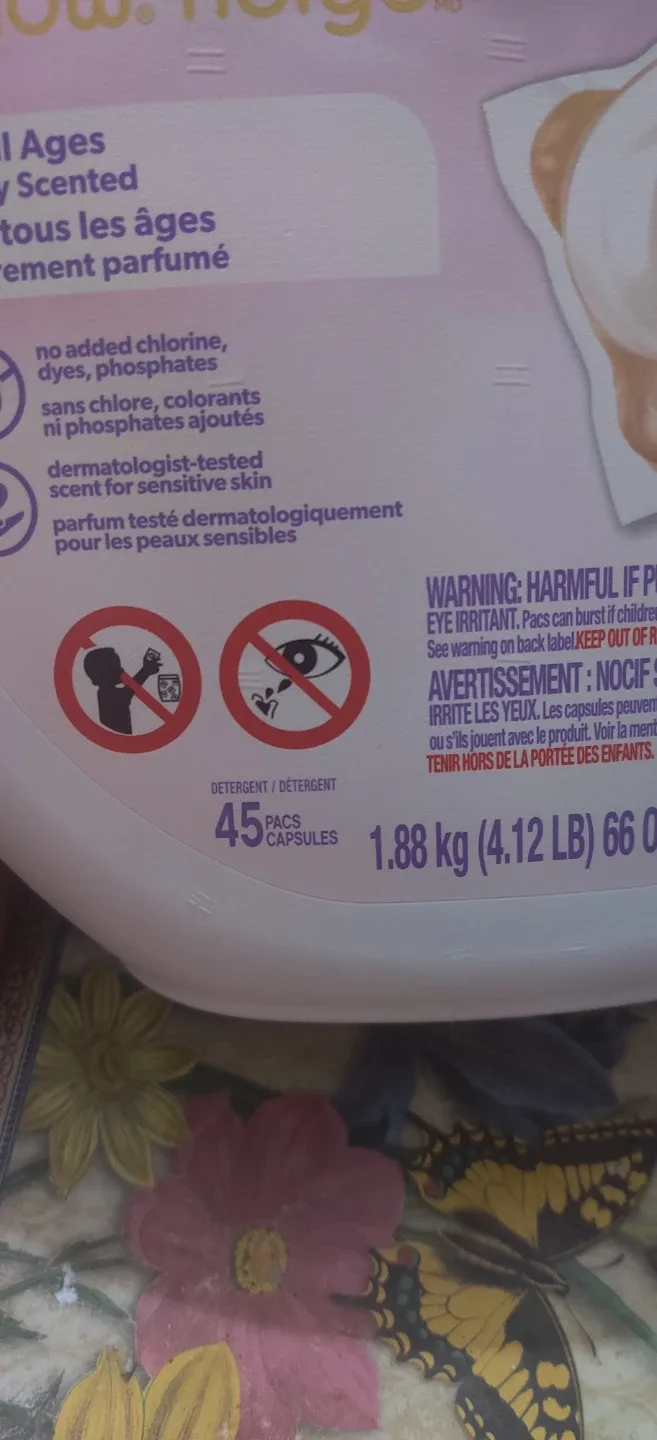 Ages
Scented
tous les âges
parfumé
no added chlorine,
dyes, phosphates
sans chlore, colorants
ni phosphates ajoutés
dermatologist-tested
scent for sensitive skin
parfum testé dermatologiquement
pour les peaux sensibles
WARNING: HARMFUL IF
EYE IRRITANT. Pacs can burst if
See warning on back label. KEEP OUT OF
AVERTISSEMENT : NOCIF
IRRITE LES YEUX. Les capsules
ou s'ils jouent avec le produit. Voir la
TENIR HORS DE LA PORTÉE DES ENFANTS.
DETERGENT / DÉTERGENT
45 PACS
CAPSULES
1.88 kg (4.12 LB) 66